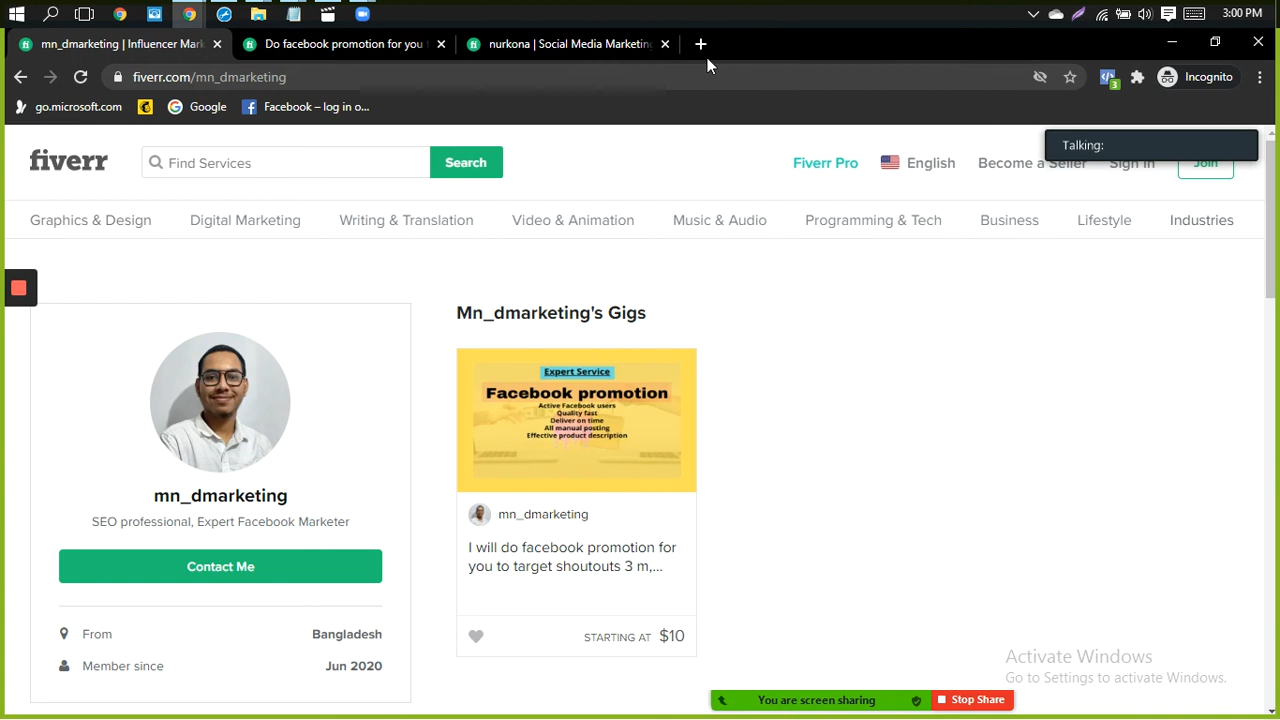 3:00 PM
mn_dmarketing | Influencer Mark
Do facebook promotion for you t
nurkona | Social Media Marketing
fiverr.com/mn_dmarketing
3
Incognito
go.microsoft.com
Google
Facebook – log in o...
Talking:
fiverr
Find Services
Search
Fiverr Pro
English
Become a Seller
Sign In
Join
Graphics & Design
Digital Marketing
Writing & Translation
Video & Animation
Music & Audio
Programming & Tech
Business
Lifestyle
Industries
Mn_dmarketing's Gigs
Expert Service
Facebook promotion
Active Facebook users
Quality fast
Deliver on time
All manual posting
Effective product description
mn_dmarketing
SEO professional, Expert Facebook Marketer
Contact Me
From
Bangladesh
Member since
Jun 2020
mn_dmarketing
I will do facebook promotion for
you to target shoutouts 3 m,...
STARTING AT $10
Activate Windows
Go to Settings to activate Windows.
You are screen sharing
Stop Share